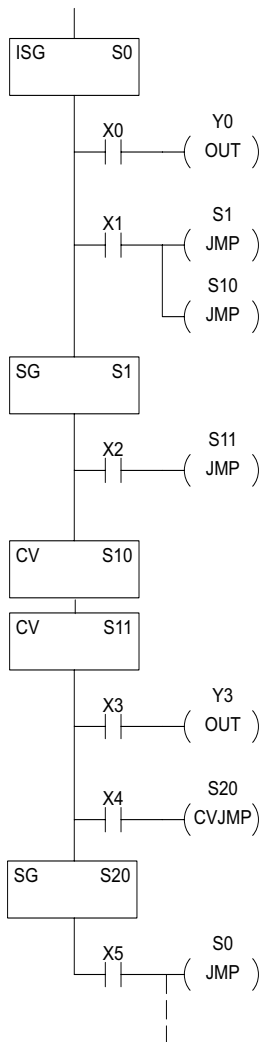 ISG S0
X0 Y0
OUT
X1 S1
JMP
S10
JMP
SG S1
X2 S11
JMP
CV S10
CV S11
X3 Y3
OUT
X4 S20
CVJMP
SG S20
X5 S0
JMP